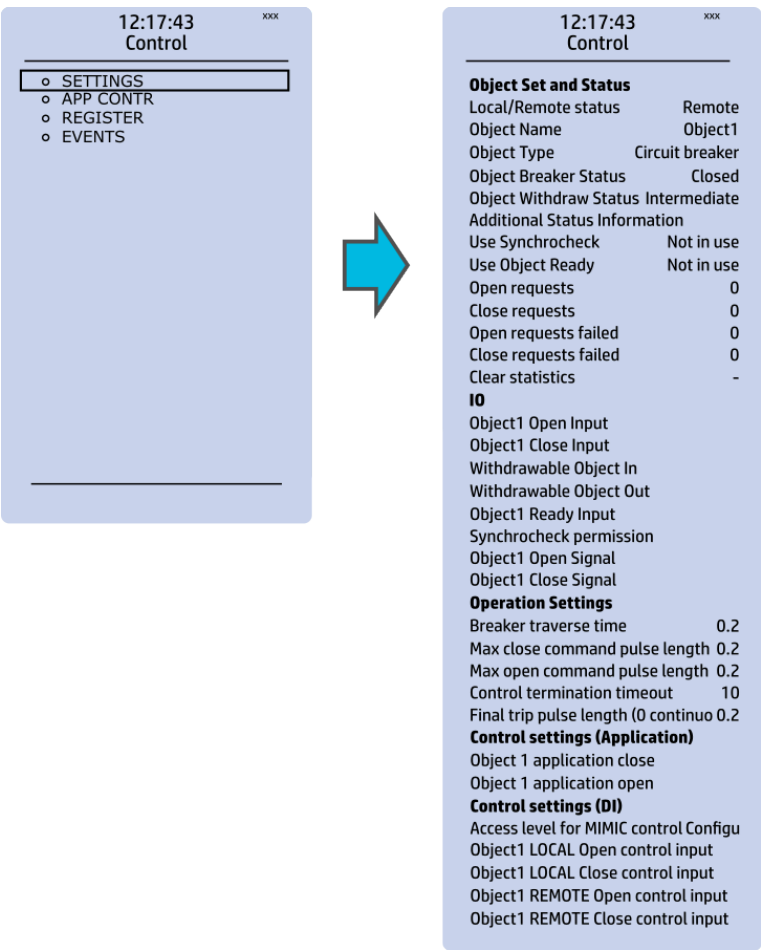 12:17:43 xxx
Control
SETTINGS
APP CONTR
REGISTER
EVENTS
12:17:43 xxx
Control
Object Set and Status
Local/Remote status Remote
Object Name Object1
Object Type Circuit breaker
Object Breaker Status Closed
Object Withdraw Status Intermediate
Additional Status Information
Use Synchrocheck Not in use
Use Object Ready Not in use
Open requests 0
Close requests 0
Open requests failed 0
Close requests failed 0
Clear statistics -
IO
Object1 Open Input
Object1 Close Input
Withdrawable Object In
Withdrawable Object Out
Object1 Ready Input
Synchrocheck permission
Object1 Open Signal
Object1 Close Signal
Operation Settings
Breaker traverse time 0.2
Max close command pulse length 0.2
Max open command pulse length 0.2
Control termination timeout 10
Final trip pulse length (0 continuo 0.2
Control settings (Application)
Object 1 application close
Object 1 application open
Control settings (DI)
Access level for MIMIC control Configu
Object1 LOCAL Open control input
Object1 LOCAL Close control input
Object1 REMOTE Open control input
Object1 REMOTE Close control input